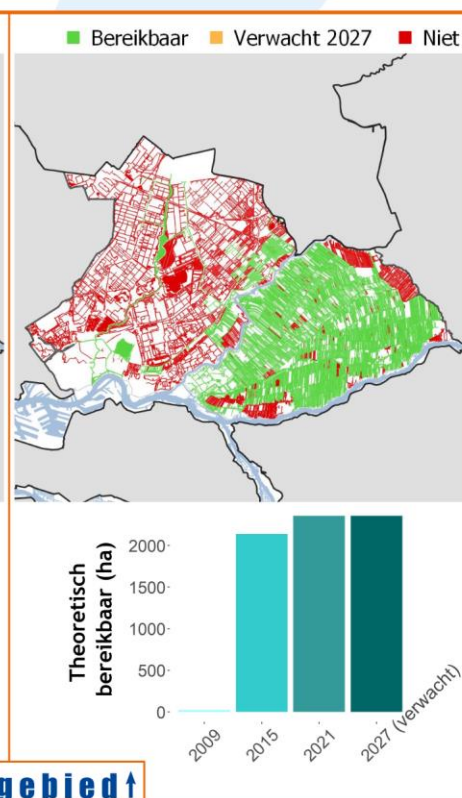 Bereikbaar Verwacht 2027 Niet
Theoretisch
bereikbaar (ha)
2000
1500
1000
500
0
2009
2015
2021
2027 (verwacht)
gebied